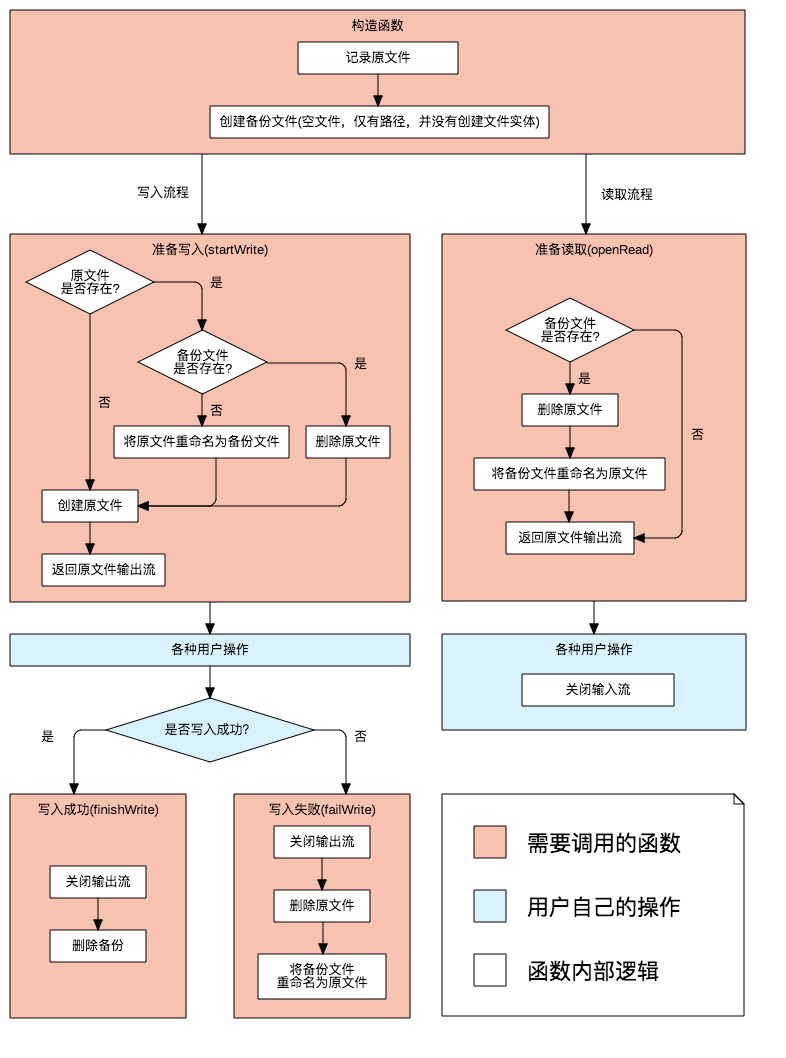 构造函数
记录原文件
创建备份文件(空文件，仅有路径，并没有创建文件实体)
写入流程
读取流程
准备写入(startWrite)
原文件
是否存在?
是
备份文件
是否存在?
是
否
否
将原文件重命名为备份文件
删除原文件
创建原文件
返回原文件输出流
准备读取(openRead)
备份文件
是否存在?
是
删除原文件
否
将备份文件重命名为原文件
返回原文件输出流
各种用户操作
是否写入成功?
是
否
各种用户操作
关闭输入流
写入成功(finishWrite)
关闭输出流
删除备份
写入失败(failWrite)
关闭输出流
删除原文件
将备份文件
重命名为原文件
需要调用的函数
用户自己的操作
函数内部逻辑